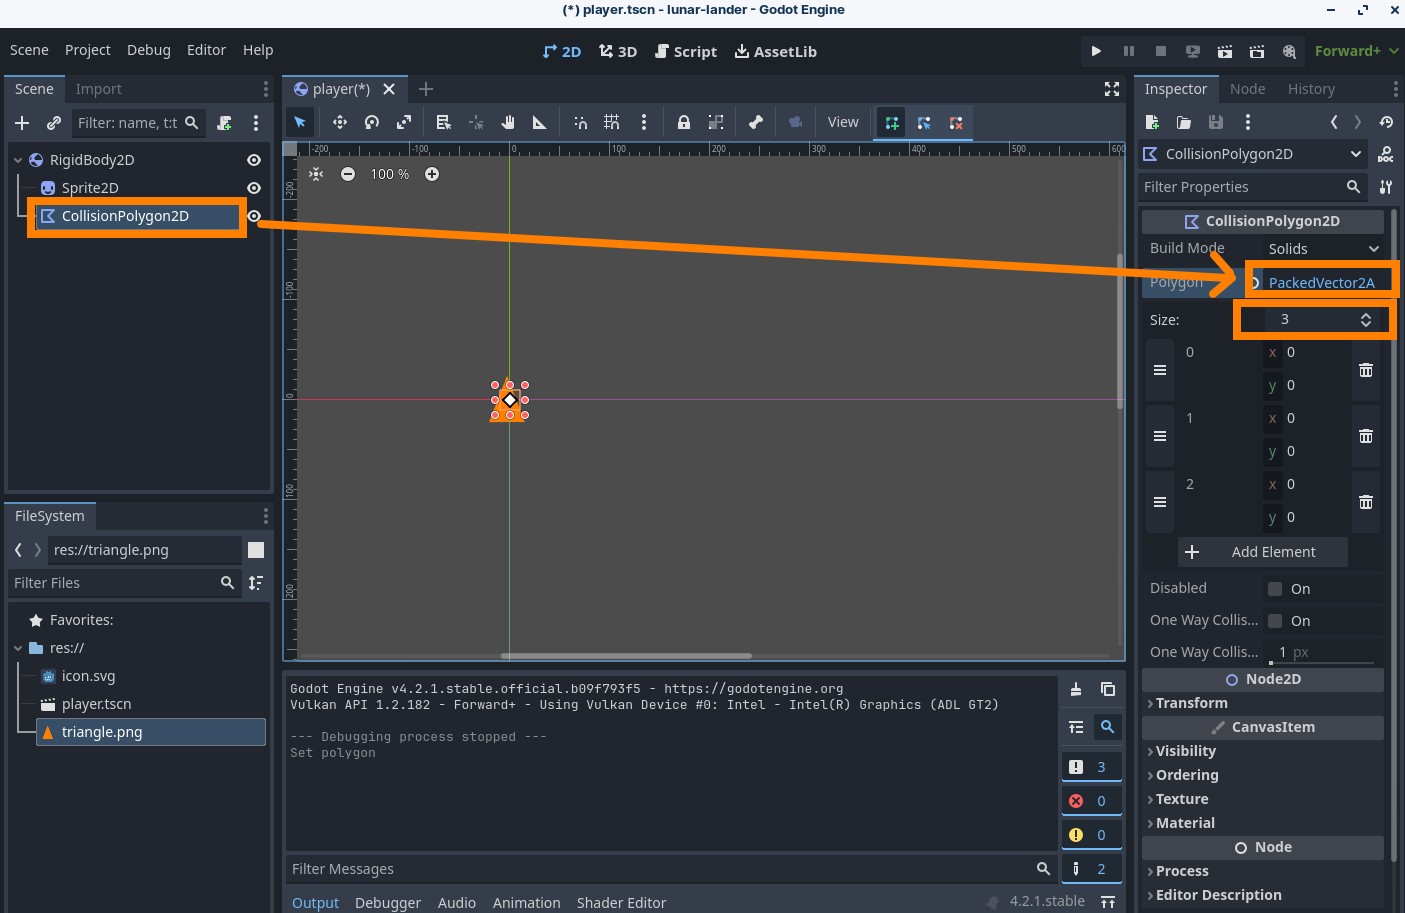 (*) player.tscn - lunar-lander - Godot Engine
Scene Project Debug Editor Help
2D 3D Script AssetLib
Forward+
Scene Import
Filter: name, t:t
RigidBody2D
Sprite2D
CollisionPolygon2D
FileSystem
res://triangle.png
Filter Files
Favorites:
res://
icon.svg
player.tscn
triangle.png
player(*)
View
-200 -100 0 100 200 300 400 500 600
-200
-100
0
100
200
100 %
Godot Engine v4.2.1.stable.official.b09f793f5 - https://godotengine.org
Vulkan API 1.2.182 - Forward+ - Using Vulkan Device #0: Intel - Intel(R) Graphics (ADL GT2)
--- Debugging process stopped ---
Set polygon
3
0
0
2
Filter Messages
Output Debugger Audio Animation Shader Editor
4.2.1.stable
Inspector Node History
CollisionPolygon2D
DOC
Filter Properties
CollisionPolygon2D
Build Mode Solids
Polygon PackedVector2A
Size: 3
0 x 0
y 0
1 x 0
y 0
2 x 0
y 0
Add Element
Disabled On
One Way Collis... On
One Way Collis... 1 px
Node2D
Transform
CanvasItem
Visibility
Ordering
Texture
Material
Node
Process
Editor Description